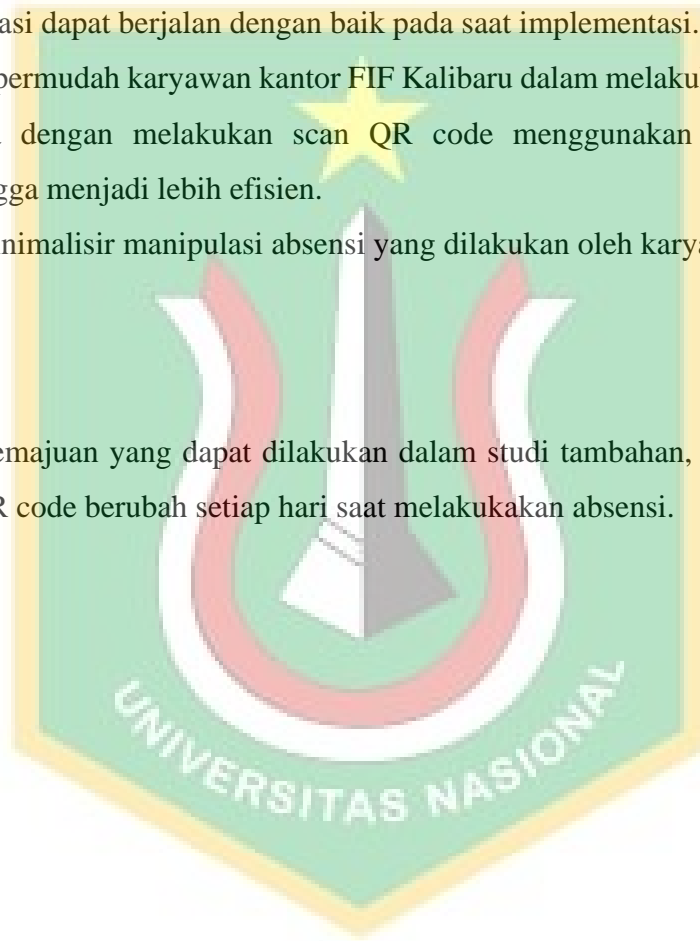 asi dapat berjalan dengan baik pada saat implementasi.
permudah karyawan kantor FIF Kalibaru dalam melaku
dengan melakukan scan QR code menggunakan
gga menjadi lebih efisien.
nimalisir manipulasi absensi yang dilakukan oleh karya
emajuan yang dapat dilakukan dalam studi tambahan,
R code berubah setiap hari saat melakukakan absensi.
UNIVERSITAS NASIONAL